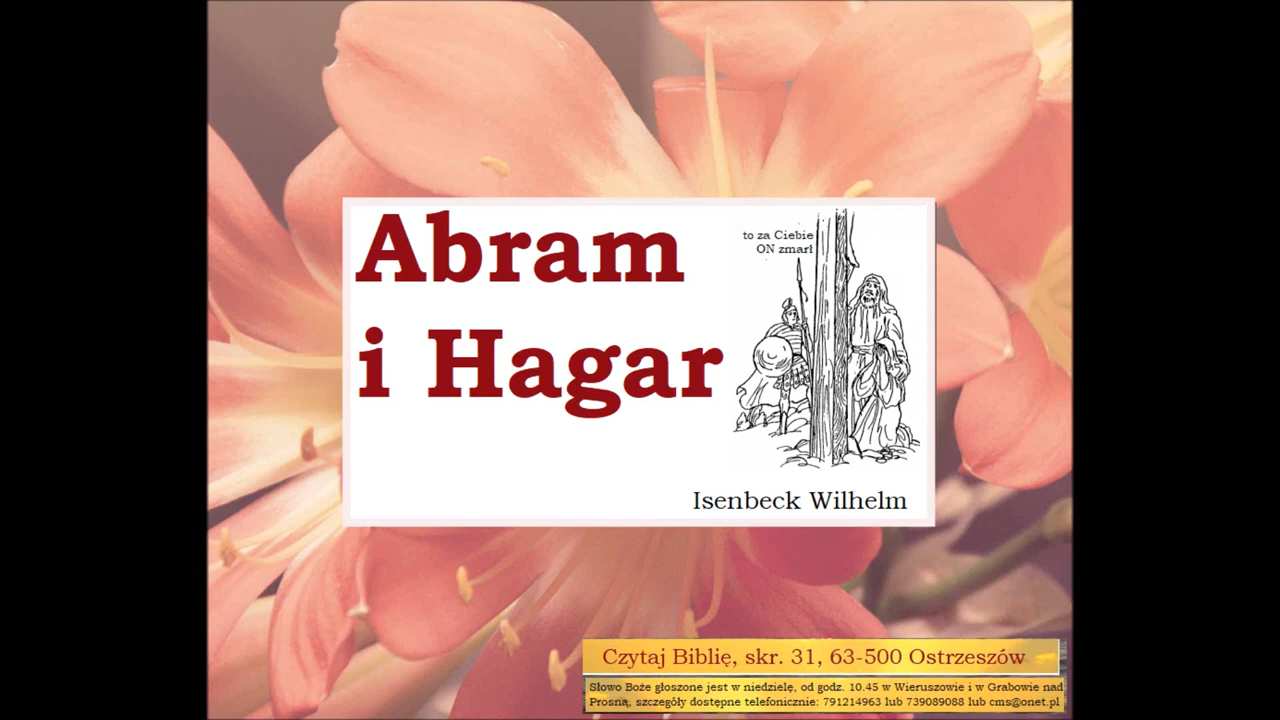 Abram
i Hagar
to za Ciebie
ON zmarł
Isenbeck Wilhelm
Czytaj Biblię, skr. 31, 63-500 Ostrzeszów
Słowo Boże głoszone jest w niedzielę, od godz. 10.45 w Wieruszowie i w Grabowie nad
Prosną, szczegóły dostępne telefonicznie: 791214963 lub 739089088 lub cms@onet.pl